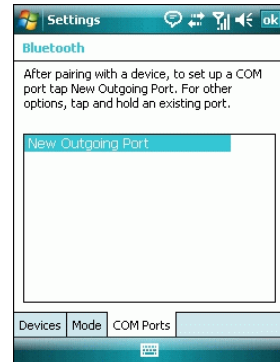 Settings
ok
Bluetooth
After pairing with a device, to set up a COM
port tap New Outgoing Port. For other
options, tap and hold an existing port.
New Outgoing Port
Devices Mode COM Ports